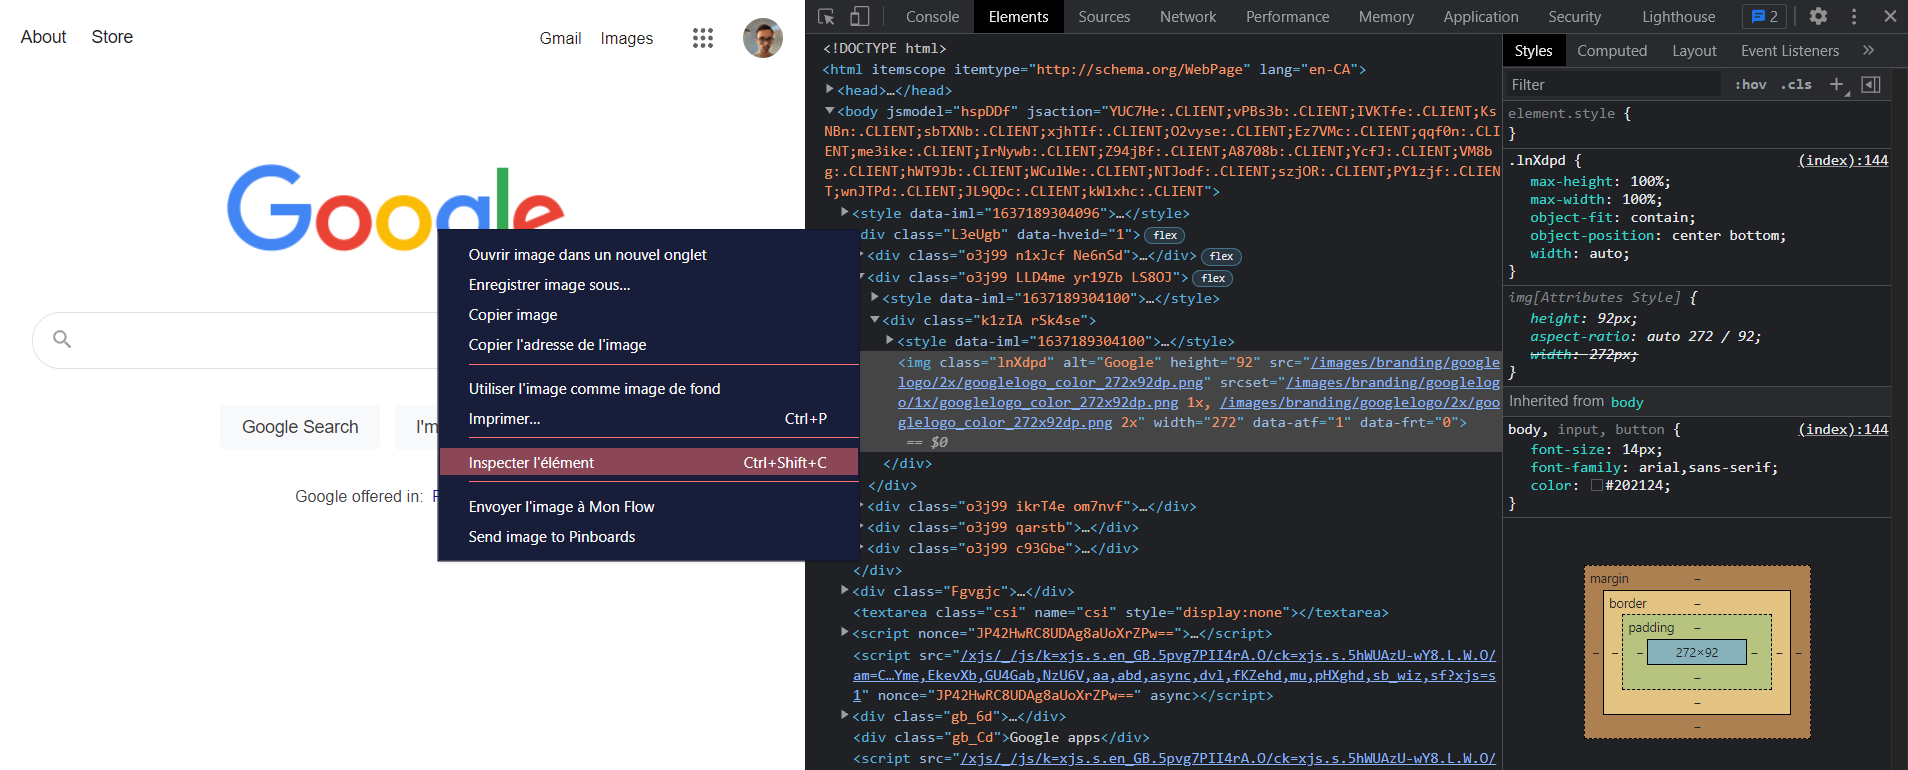 About Store
Gmail Images
Google
Google Search
I'm
Google offered in:
Ouvrir image dans un nouvel onglet
Enregistrer image sous...
Copier image
Copier l'adresse de l'image
Utiliser l'image comme image de fond
Imprimer... Ctrl+P
Inspecter l'élément Ctrl+Shift+C
Envoyer l'image à Mon Flow
Send image to Pinboards
Console Elements Sources Network Performance Memory Application Security Lighthouse 2
<!DOCTYPE html>
<html itemscope itemtype="http://schema.org/WebPage" lang="en-CA">
<head>…</head>
<body jsmodel="hspDDf" jsaction="YUC7He:.CLIENT;vPBs3b:.CLIENT;IVKTfe:.CLIENT;Ks
NBn:.CLIENT;sbTXNb:.CLIENT;xjhTIf:.CLIENT;O2vyse:.CLIENT;Ez7VMc:.CLIENT;qqf0n:.CLI
ENT;me3ike:.CLIENT;IrNywb:.CLIENT;Z94jBf:.CLIENT;A8708b:.CLIENT;YcfJ:.CLIENT;VM8b
g:.CLIENT;hWT9Jb:.CLIENT;WCulWe:.CLIENT;NTJodf:.CLIENT;szjOR:.CLIENT;PY1zjf:.CLIEN
T;wnJTPd:.CLIENT;JL9QDc:.CLIENT;kWlxhc:.CLIENT">
<style data-iml="1637189304096">…</style>
div class="L3eUgb" data-hveid="1"> flex
<div class="o3j99 n1xJcf Ne6nSd">…</div> flex
<div class="o3j99 LLD4me yr19Zb LS8OJ"> flex
<style data-iml="1637189304100">…</style>
<div class="k1zIA rSk4se">
<style data-iml="1637189304100">…</style>
<img class="lnXdpd" alt="Google" height="92" src="/images/branding/google
logo/2x/googlelogo_color_272x92dp.png" srcset="/images/branding/googlelog
o/1x/googlelogo_color_272x92dp.png 1x, /images/branding/googlelogo/2x/goo
glelogo_color_272x92dp.png 2x" width="272" data-atf="1" data-frt="0">
== $0
</div>
</div>
<div class="o3j99 ikrT4e om7nvf">…</div>
<div class="o3j99 qarstb">…</div>
<div class="o3j99 c93Gbe">…</div>
</div>
<div class="Fgvgjc">…</div>
<textarea class="csi" name="csi" style="display:none"></textarea>
<script nonce="JP42HwRC8UDAg8aUoXrZPw==">…</script>
<script src="/xjs/_/js/k=xjs.s.en_GB.5pvg7PII4rA.O/ck=xjs.s.5hWUAzU-wY8.L.W.O/
am=C…Yme,EkevXb,GU4Gab,NzU6V,aa,abd,async,dvl,fKZehd,mu,pHXghd,sb_wiz,sf?xjs=s
1" nonce="JP42HwRC8UDAg8aUoXrZPw==" async></script>
<div class="gb_6d">…</div>
<div class="gb_Cd">Google apps</div>
<script src="/xjs/_/js/k=xjs.s.en_GB.5pvg7PII4rA.O/ck=xjs.s.5hWUAzU-wY8.L.W.O/
Styles Computed Layout Event Listeners »
Filter :hov .cls +
element.style {
}
.lnXdpd { (index):144
max-height: 100%;
max-width: 100%;
object-fit: contain;
object-position: center bottom;
width: auto;
}
img[Attributes Style] {
height: 92px;
aspect-ratio: auto 272 / 92;
width: 272px;
}
Inherited from body
body, input, button { (index):144
font-size: 14px;
font-family: arial,sans-serif;
color: #202124;
}
margin –
border –
padding –
– – – 272×92 – – –
–
–
–